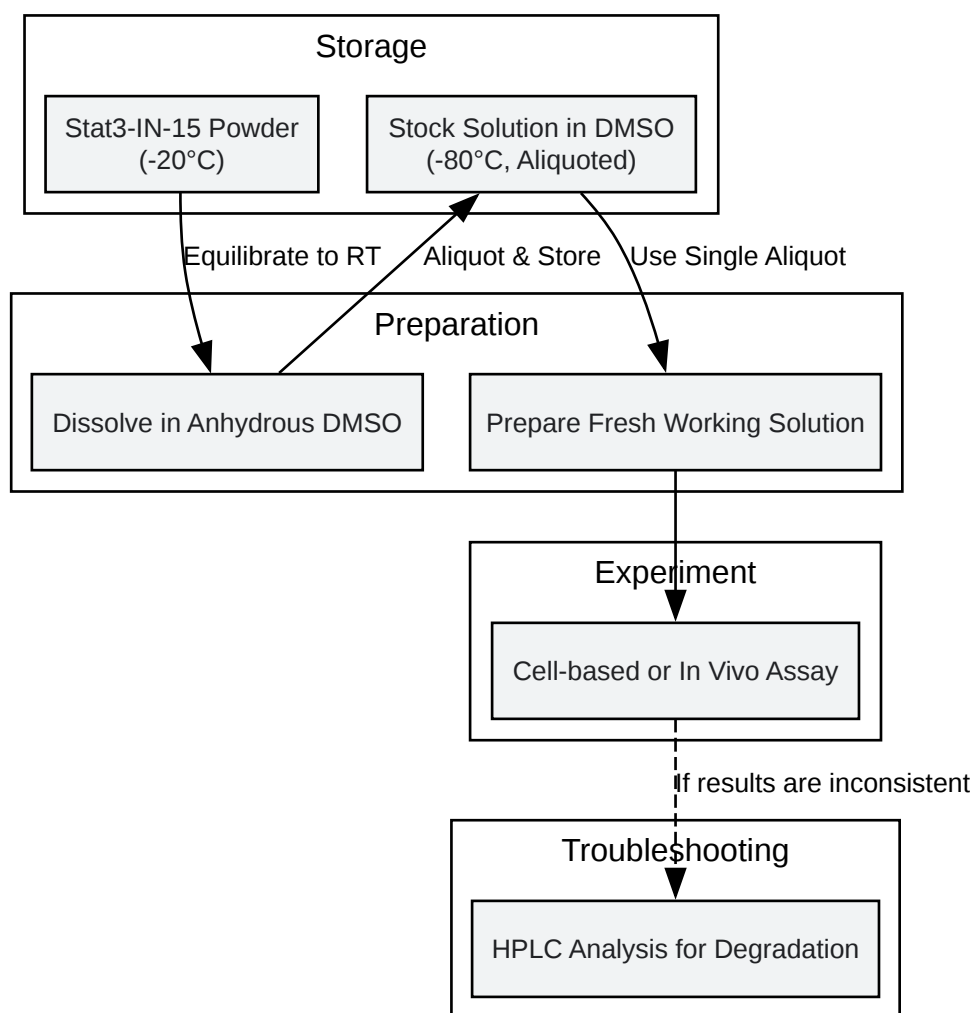 Storage
Stat3-IN-15 Powder
(-20°C)
Stock Solution in DMSO
(-80°C, Aliquoted)
Equilibrate to RT
Aliquot & Store
Use Single Aliquot
Preparation
Dissolve in Anhydrous DMSO
Prepare Fresh Working Solution
Experiment
Cell-based or In Vivo Assay
If results are inconsistent
Troubleshooting
HPLC Analysis for Degradation